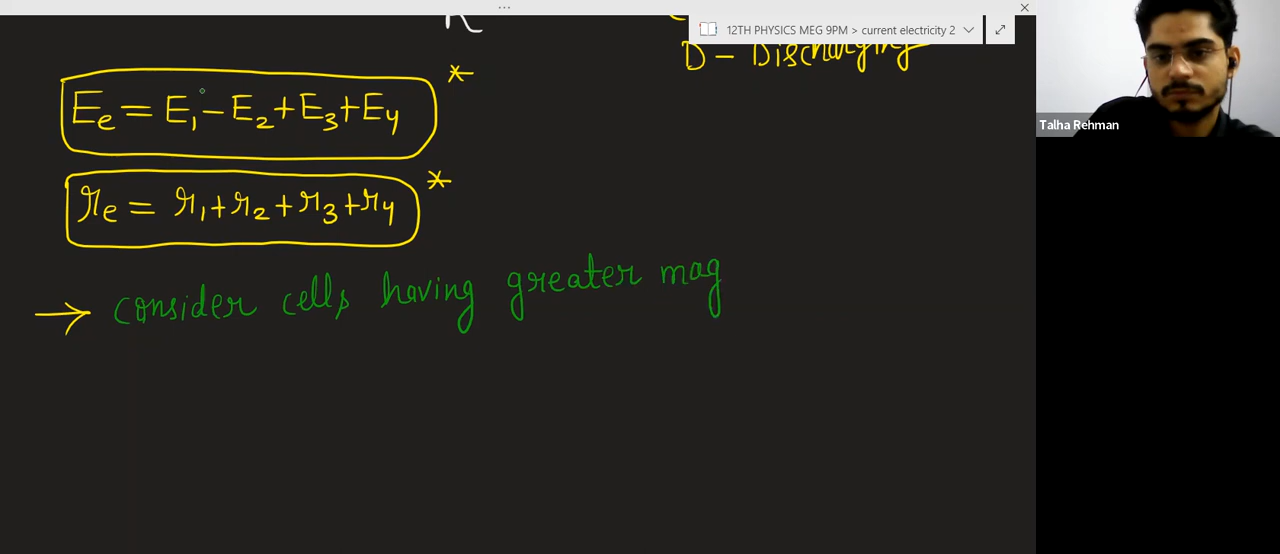 12TH PHYSICS MEG 9PM > current electricity 2
D - Discharging
Ee = E1 - E2 + E3 + E4 *
re = r1 + r2 + r3 + r4 *
→ consider cells having greater mag
Talha Rehman